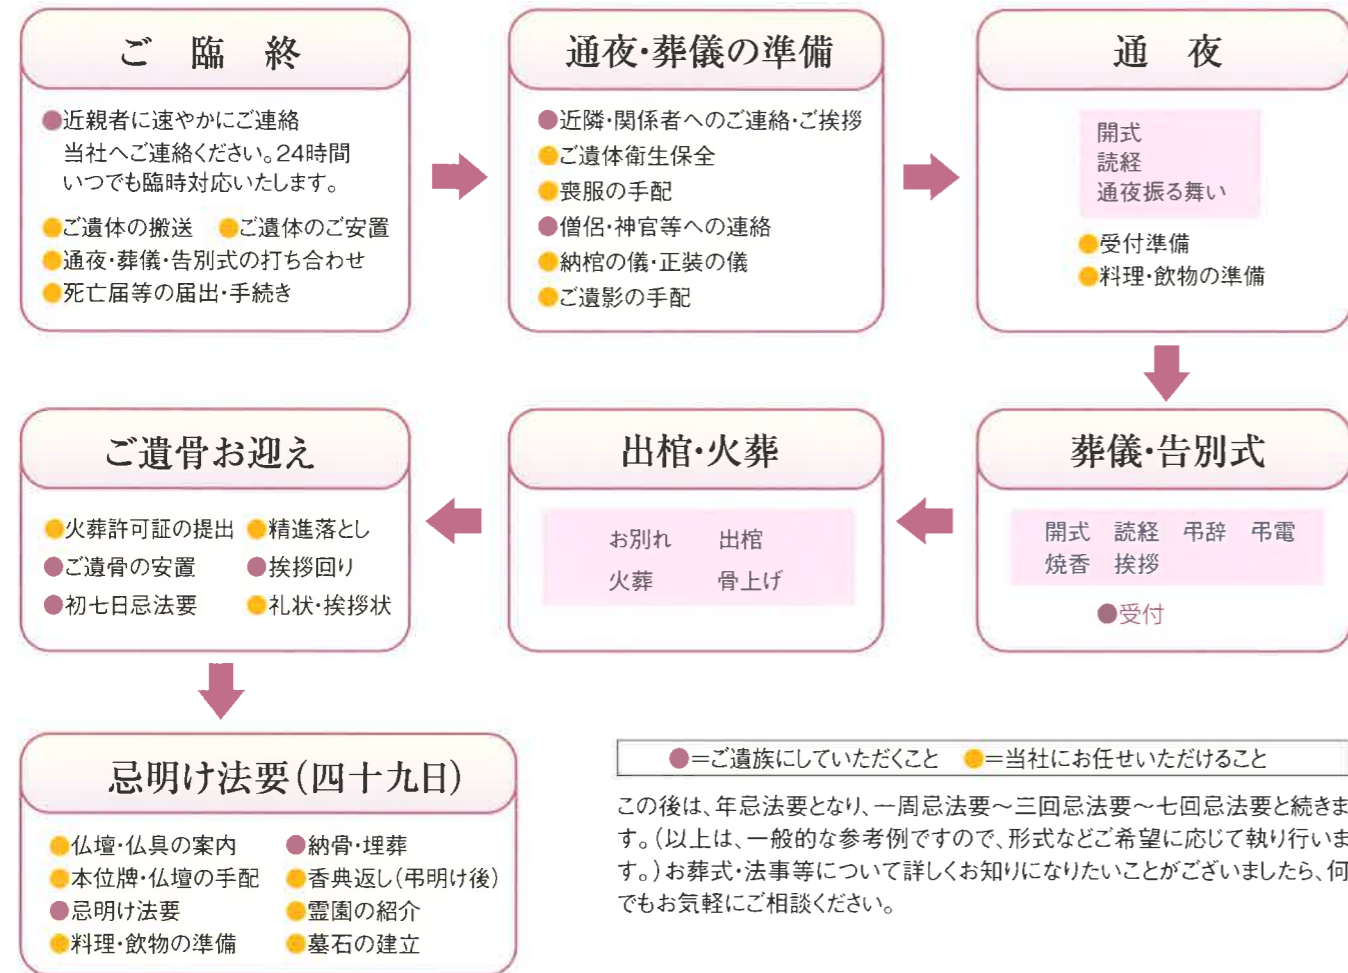 ご臨終
●近親者に速やかにご連絡
当社へご連絡ください。24時間
いつでも臨時対応いたします。
●ご遺体の搬送 ●ご遺体のご安置
●通夜・葬儀・告別式の打ち合わせ
●死亡届等の届出・手続き
通夜・葬儀の準備
●近隣・関係者へのご連絡・ご挨拶
●ご遺体衛生保全
●喪服の手配
●僧侶・神官等への連絡
●納棺の儀・正装の儀
●ご遺影の手配
通夜
開式
読経
通夜振る舞い
●受付準備
●料理・飲物の準備
葬儀・告別式
開式 読経 弔辞 弔電
焼香 挨拶
●受付
出棺・火葬
お別れ 出棺
火葬 骨上げ
ご遺骨お迎え
●火葬許可証の提出 ●精進落とし
●ご遺骨の安置 ●挨拶回り
●初七日忌法要 ●礼状・挨拶状
忌明け法要(四十九日)
●仏壇・仏具の案内 ●納骨・埋葬
●本位牌・仏壇の手配 ●香典返し(弔明け後)
●忌明け法要 ●霊園の紹介
●料理・飲物の準備 ●墓石の建立
●=ご遺族にしていただくこと ●=当社にお任せいただけること
この後は、年忌法要となり、一周忌法要〜三回忌法要〜七回忌法要と続きま
す。(以上は、一般的な参考例ですので、形式などご希望に応じて執り行いま
す。)お葬式・法事等について詳しくお知りになりたいことがございましたら、何
でもお気軽にご相談ください。